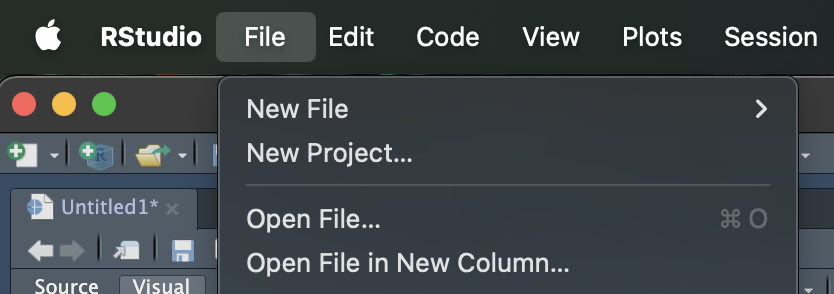 RStudio File Edit Code View Plots Session
New File
New Project...
Untitled1*
Open File... ⌘ O
Open File in New Column...
Source Visual